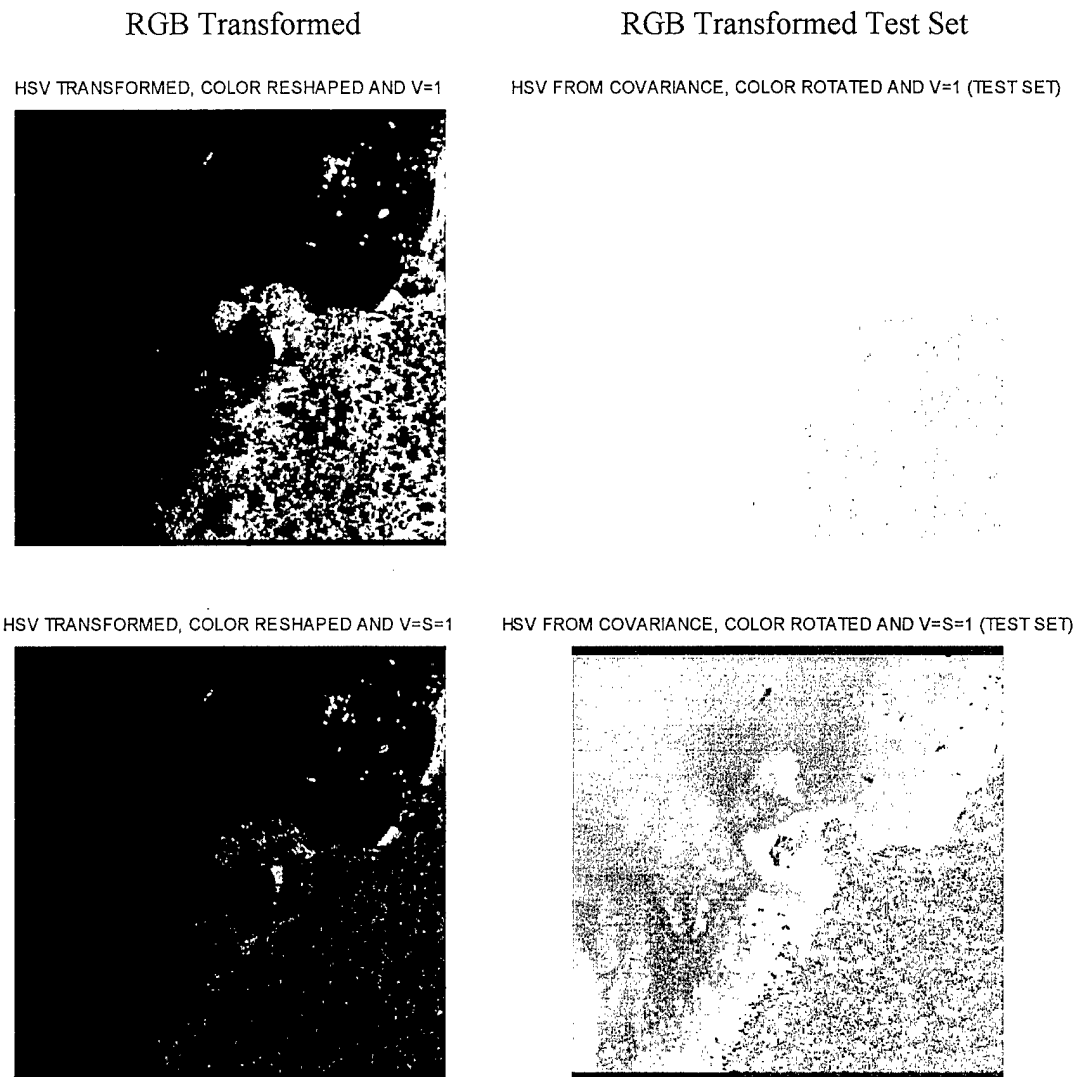 RGB Transformed
RGB Transformed Test Set
HSV TRANSFORMED, COLOR RESHAPED AND V=1
HSV FROM COVARIANCE, COLOR ROTATED AND V=1 (TEST SET)
HSV TRANSFORMED, COLOR RESHAPED AND V=S=1
HSV FROM COVARIANCE, COLOR ROTATED AND V=S=1 (TEST SET)